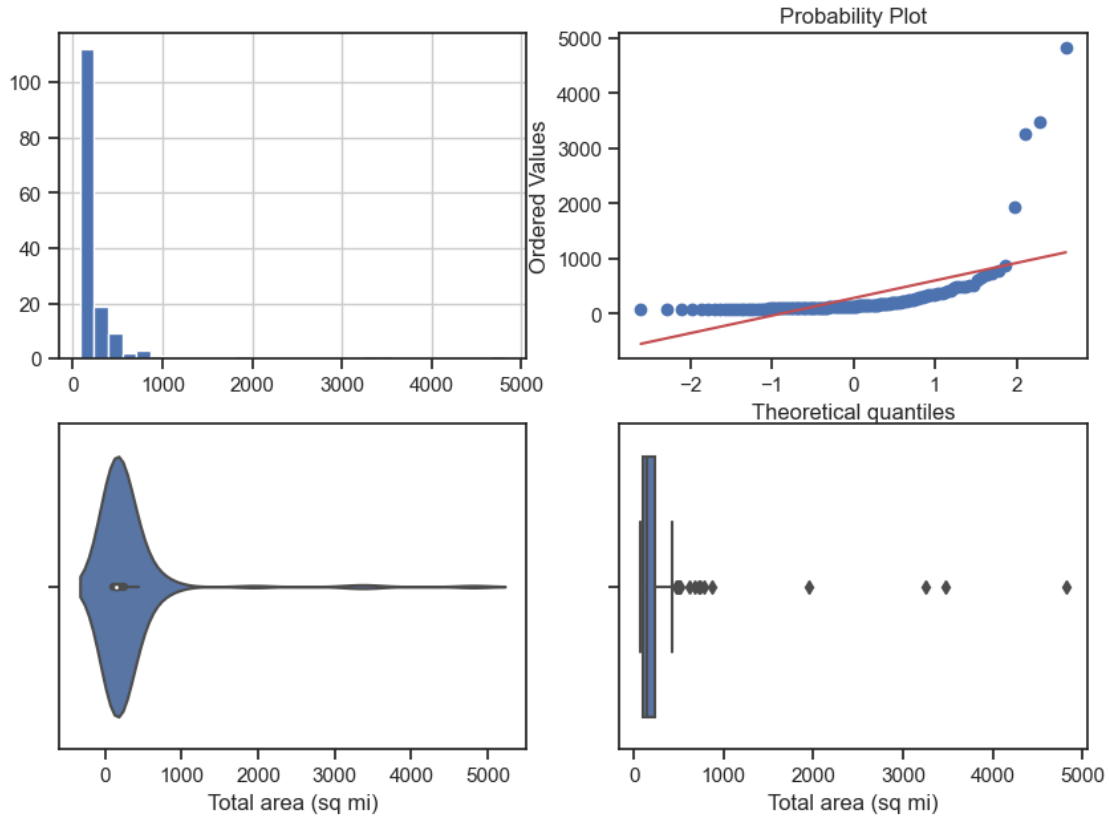 100
80
60
40
20
0
0 1000 2000 3000 4000 5000
Probability Plot
Ordered Values
5000
4000
3000
2000
1000
0
−2 −1 0 1 2
Theoretical quantiles
0 1000 2000 3000 4000 5000
Total area (sq mi)
0 1000 2000 3000 4000 5000
Total area (sq mi)